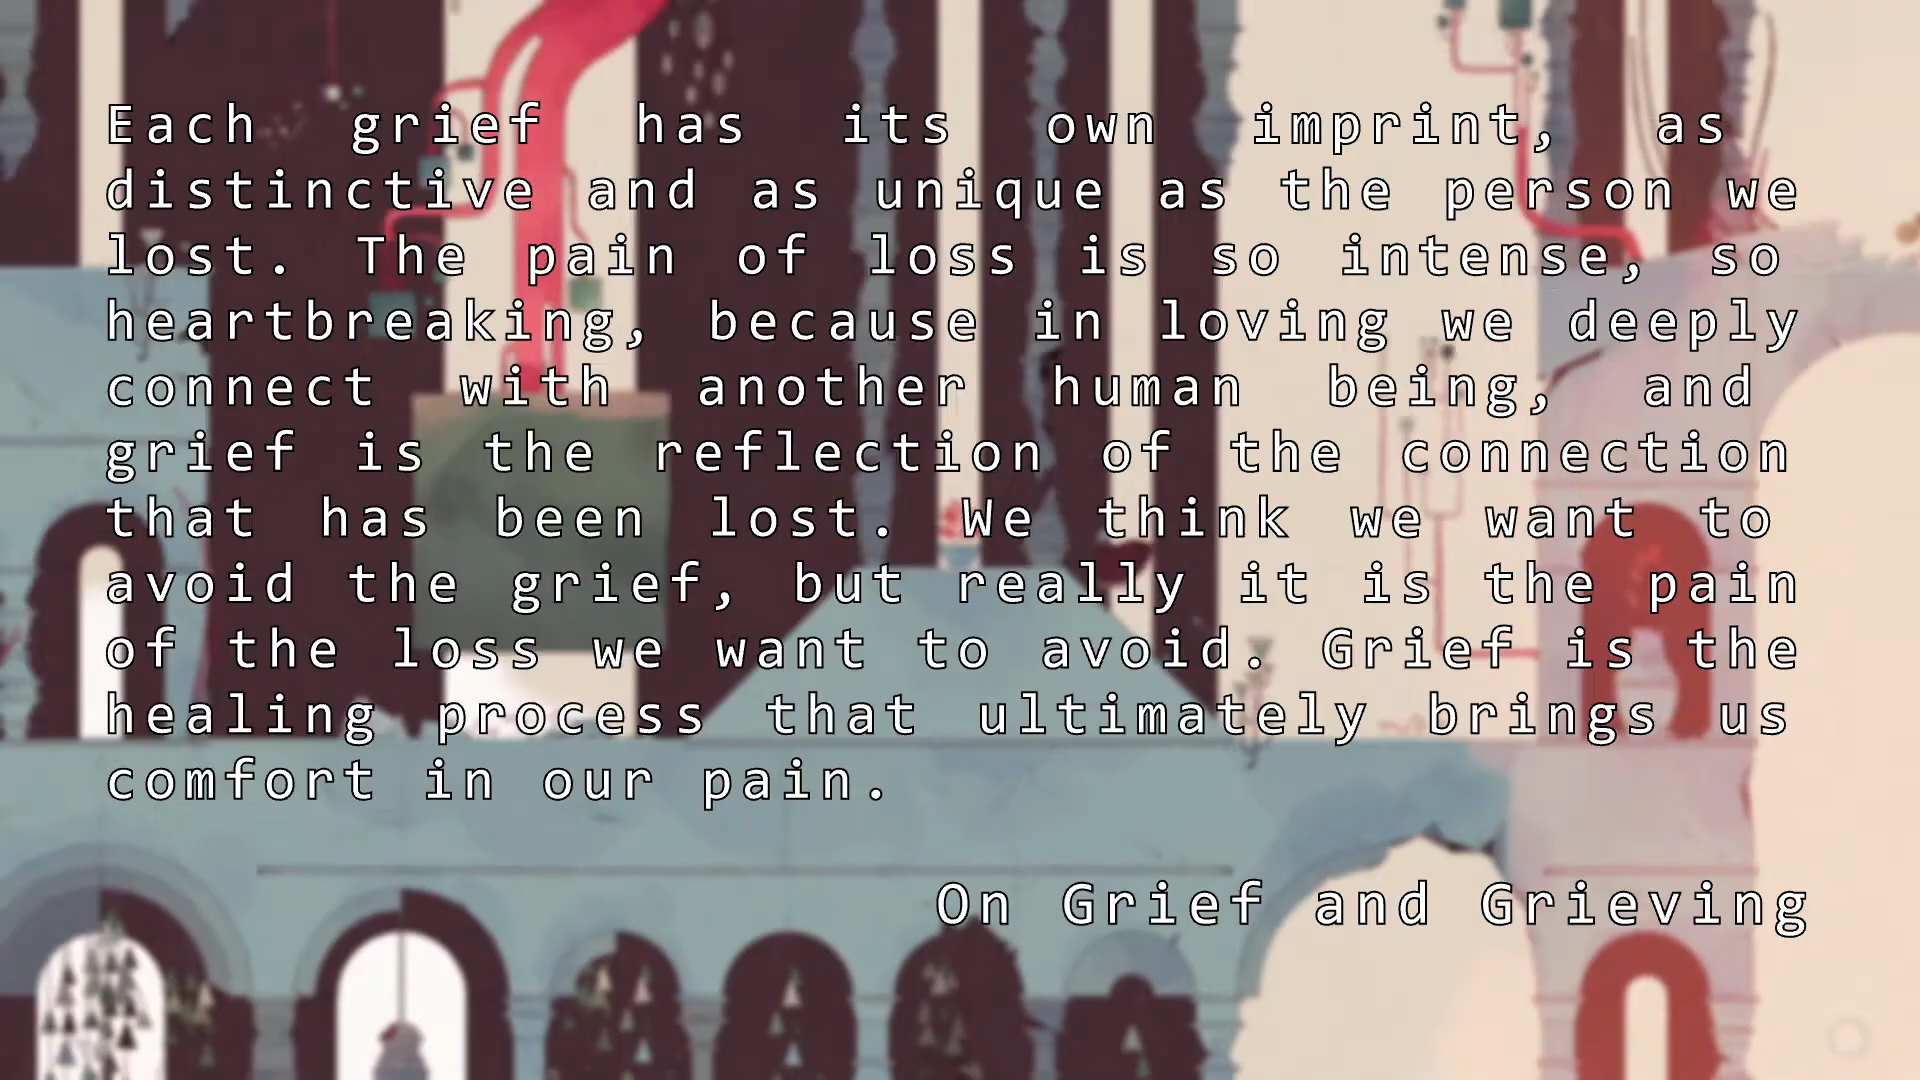 Each grief has its own imprint, as
distinctive and as unique as the person we
lost. The pain of loss is so intense, so
heartbreaking, because in loving we deeply
connect with another human being, and
grief is the reflection of the connection
that has been lost. We think we want to
avoid the grief, but really it is the pain
of the loss we want to avoid. Grief is the
healing process that ultimately brings us
comfort in our pain.
On Grief and Grieving